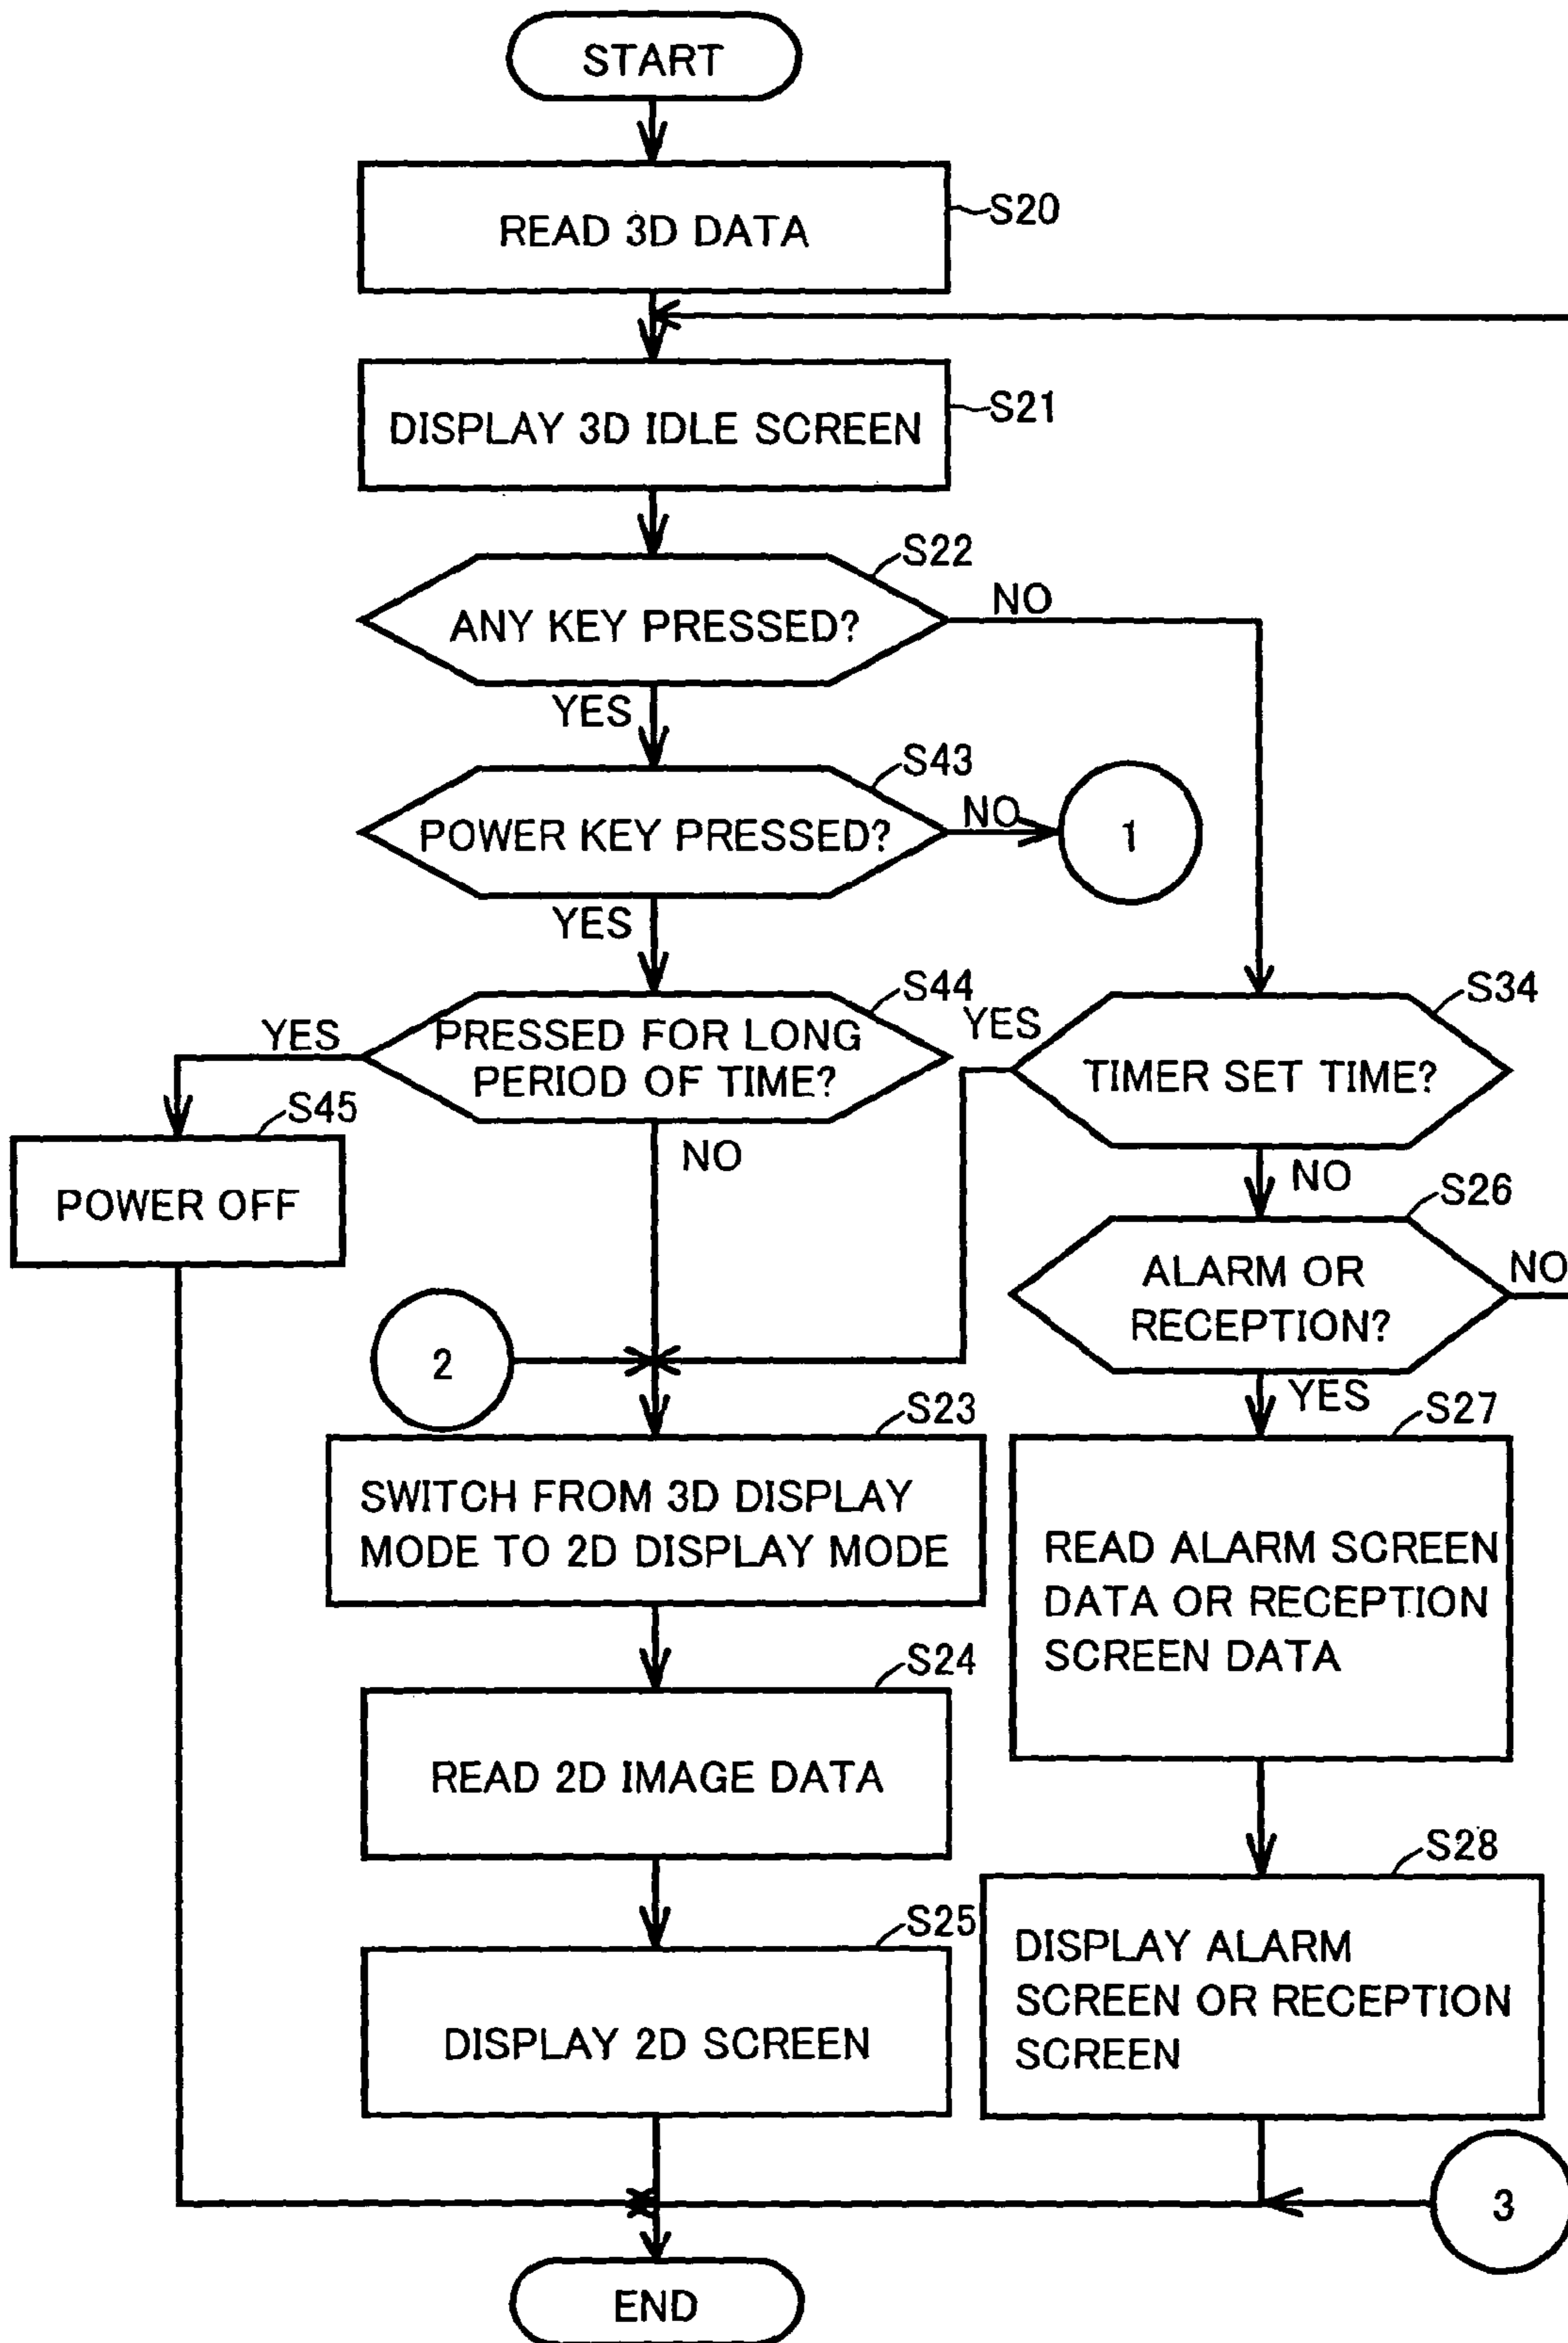 START
READ 3D DATA
S20
DISPLAY 3D IDLE SCREEN
S21
S22
ANY KEY PRESSED?
NO
YES
S43
POWER KEY PRESSED?
NO
1
YES
S44
PRESSED FOR LONG
PERIOD OF TIME?
YES
NO
S45
POWER OFF
S34
TIMER SET TIME?
YES
NO
S26
ALARM OR
RECEPTION?
NO
YES
2
S23
SWITCH FROM 3D DISPLAY
MODE TO 2D DISPLAY MODE
S27
READ ALARM SCREEN
DATA OR RECEPTION
SCREEN DATA
S24
READ 2D IMAGE DATA
S28
DISPLAY ALARM
SCREEN OR RECEPTION
SCREEN
S25
DISPLAY 2D SCREEN
3
END